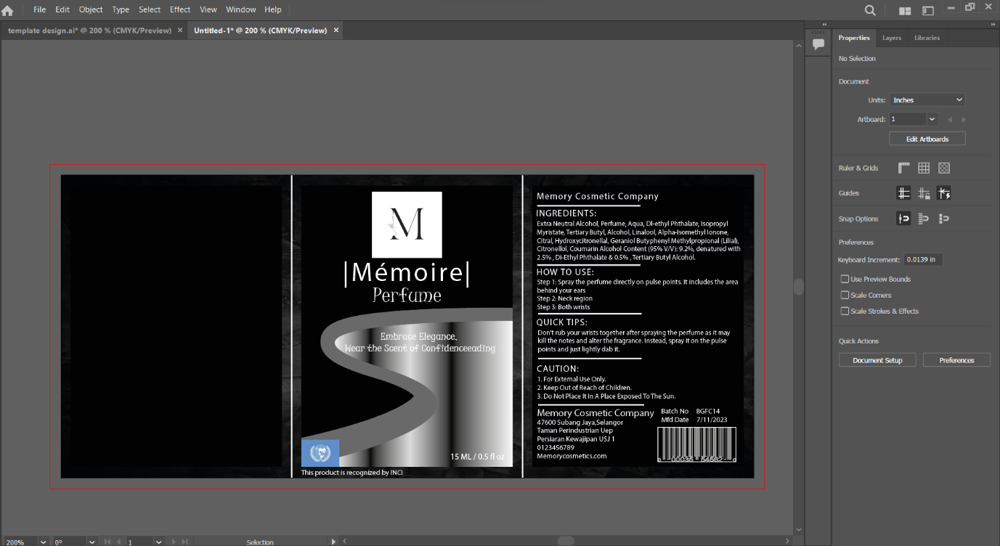 File Edit Object Type Select Effect View Window Help
template design.ai* @ 200 % (CMYK/Preview) × Untitled-1* @ 200 % (CMYK/Preview) ×
Properties Layers Libraries
No Selection
Document
Units: Inches
Artboard: 1
Edit Artboards
Ruler & Grids
Guides
Snap Options
Preferences
Keyboard Increment: 0.0139 in
Use Preview Bounds
Scale Corners
Scale Strokes & Effects
Quick Actions
Document Setup Preferences
M
|Mémoire|
Perfume
Embrace Elegance,
Wear the Scent of Confidenceeading
15 ML / 0.5 fl oz
This product is recognized by INCI
Memory Cosmetic Company
INGREDIENTS:
Extra Neutral Alcohol, Perfume, Aqua, Dl-ethyl Phthalate, Isopropyl
Myristate, Tertiary Butyl, Alcohol, Linalool, Alpha-Isomethyl Ionone,
Citral, Hydroxycitronellal, Geraniol Butyphenyl Methylpropional (Lilial),
Citronellol, Coumarin Alcohol Content (95% V/V): 9.2%, denatured with
2.5% , Di-Ethyl Phthalate & 0.5% , Tertiary Butyl Alcohol.
HOW TO USE:
Step 1: Spray the perfume directly on pulse points. It includes the area
behind your ears
Step 2: Neck region
Step 3: Both wrists
QUICK TIPS:
Don't rub your wrists together after spraying the perfume as it may
kill the notes and alter the fragrance. Instead, spray it on the pulse
points and just lightly dab it.
CAUTION:
1. For External Use Only.
2. Keep Out of Reach of Children.
3. Do Not Place It In A Place Exposed To The Sun.
Memory Cosmetic Company
47600 Subang Jaya,Selangor
Taman Perindustrian Uep
Persiaran Kewajipan USJ 1
0123456789
Memorycosmetics.com
Batch No BGFC14
Mfd Date 7/11/2023
0 00035 54562 0
200% 0° 1 Selection